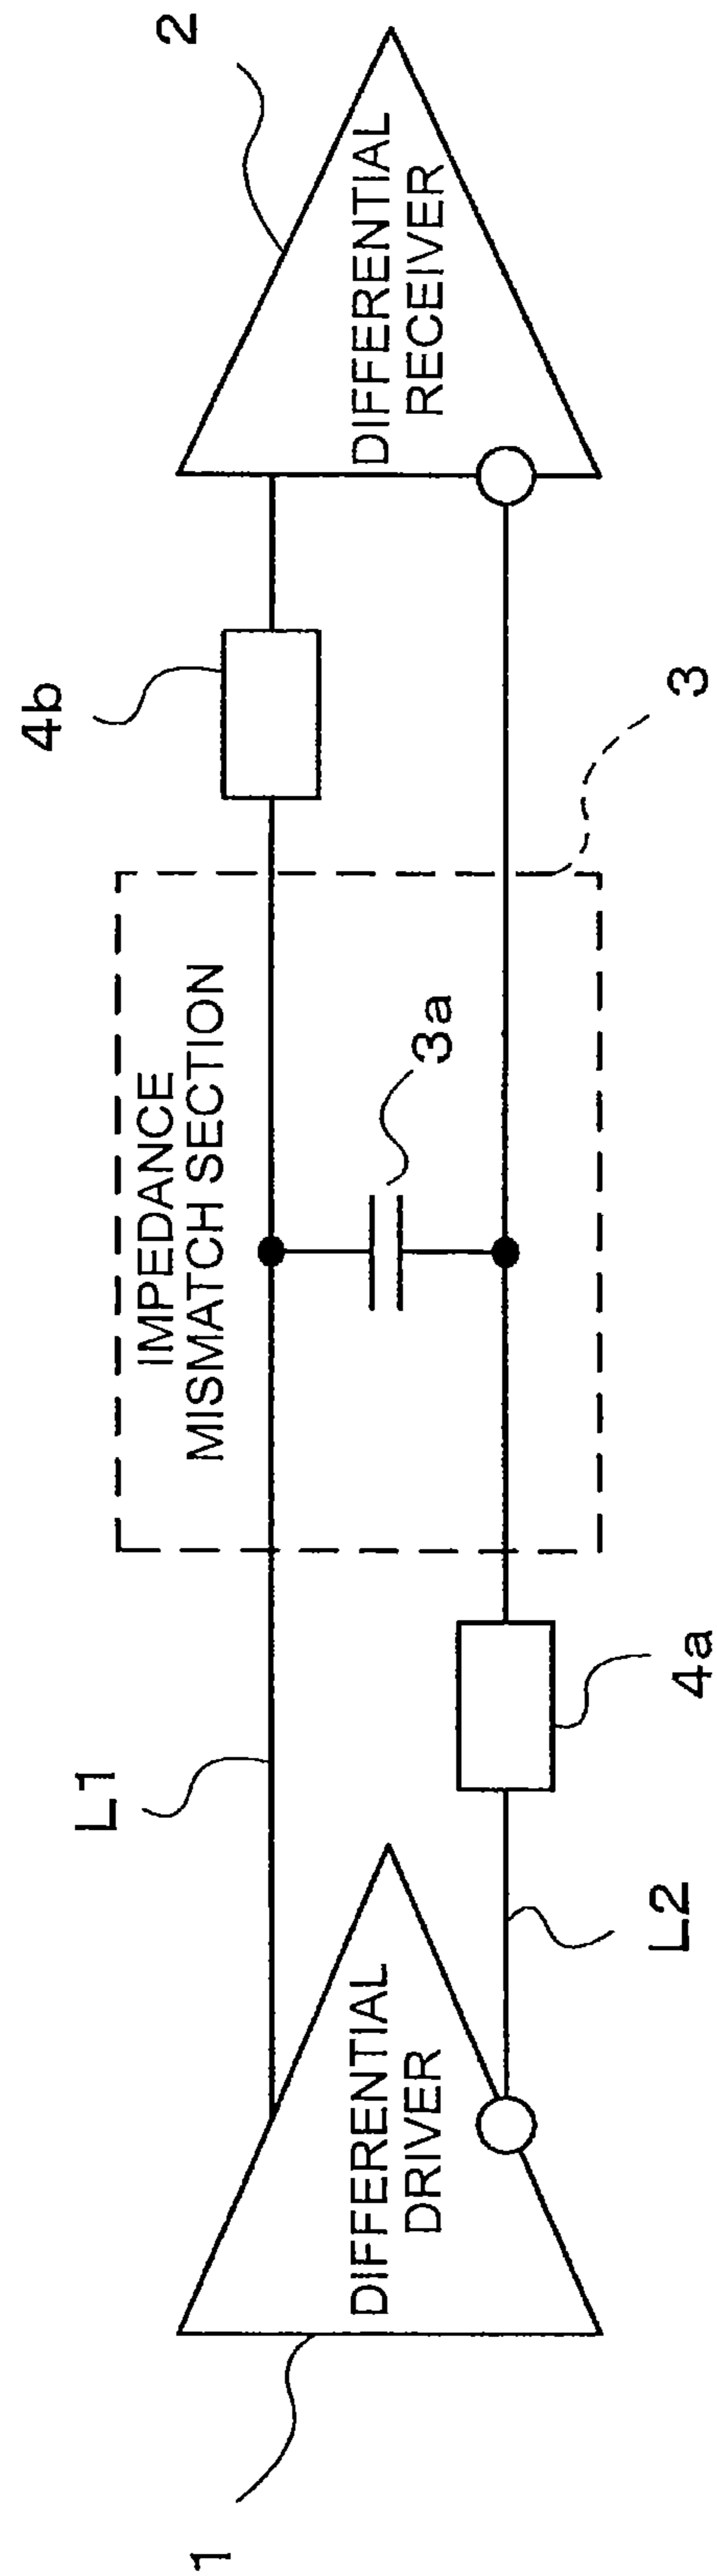 1
DIFFERENTIAL
DRIVER
L1
L2
4a
IMPEDANCE
MISMATCH SECTION
3a
3
4b
DIFFERENTIAL
RECEIVER
2